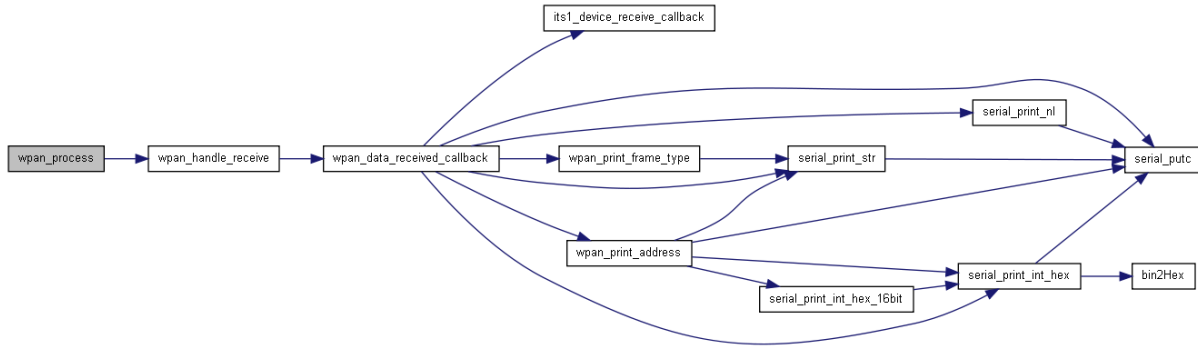 its1_device_receive_callback
serial_print_nl
wpan_process
wpan_handle_receive
wpan_data_received_callback
wpan_print_frame_type
serial_print_str
serial_putc
wpan_print_address
serial_print_int_hex
bin2Hex
serial_print_int_hex_16bit